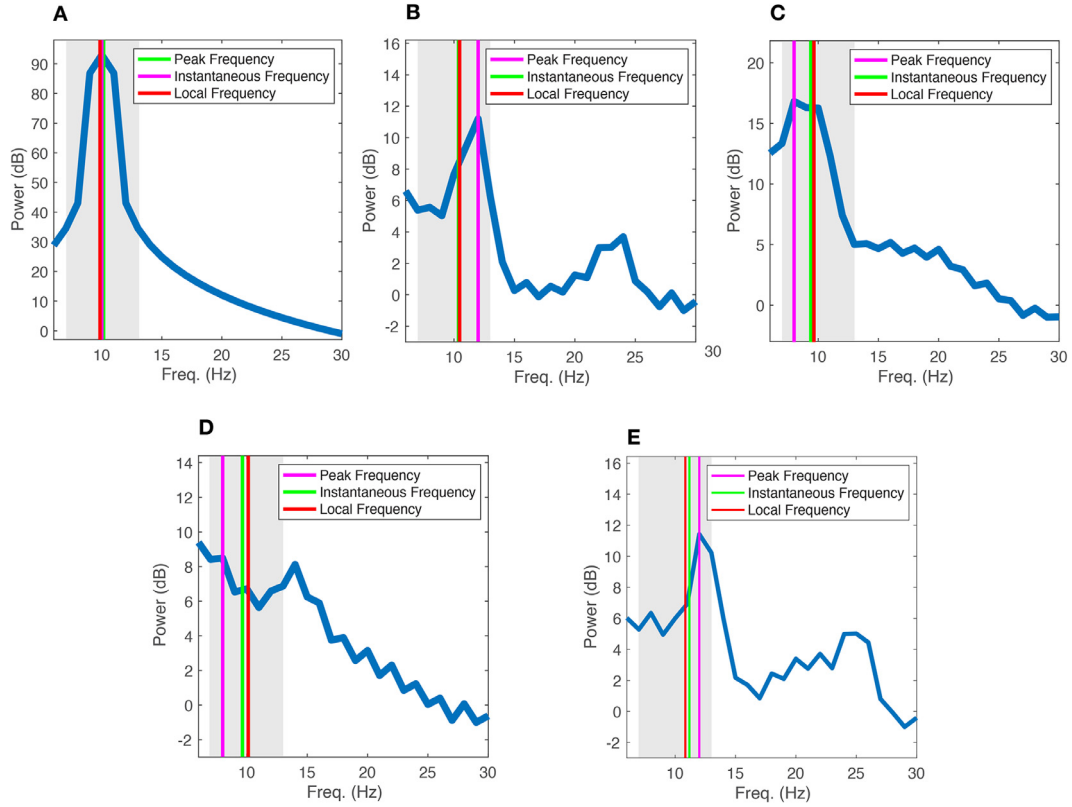 A
Peak Frequency
Instantaneous Frequency
Local Frequency
90
80
70
60
50
40
30
20
10
0
Power (dB)
10
15
20
25
30
Freq. (Hz)
B
Peak Frequency
Instantaneous Frequency
Local Frequency
16
14
12
10
8
6
4
2
0
-2
Power (dB)
10
15
20
25
30
Freq. (Hz)
C
Peak Frequency
Instantaneous Frequency
Local Frequency
20
15
10
5
0
Power (dB)
10
15
20
25
30
Freq. (Hz)
D
Peak Frequency
Instantaneous Frequency
Local Frequency
14
12
10
8
6
4
2
0
-2
Power (dB)
10
15
20
25
30
Freq. (Hz)
E
Peak Frequency
Instantaneous Frequency
Local Frequency
16
14
12
10
8
6
4
2
0
-2
Power (dB)
10
15
20
25
30
Freq. (Hz)